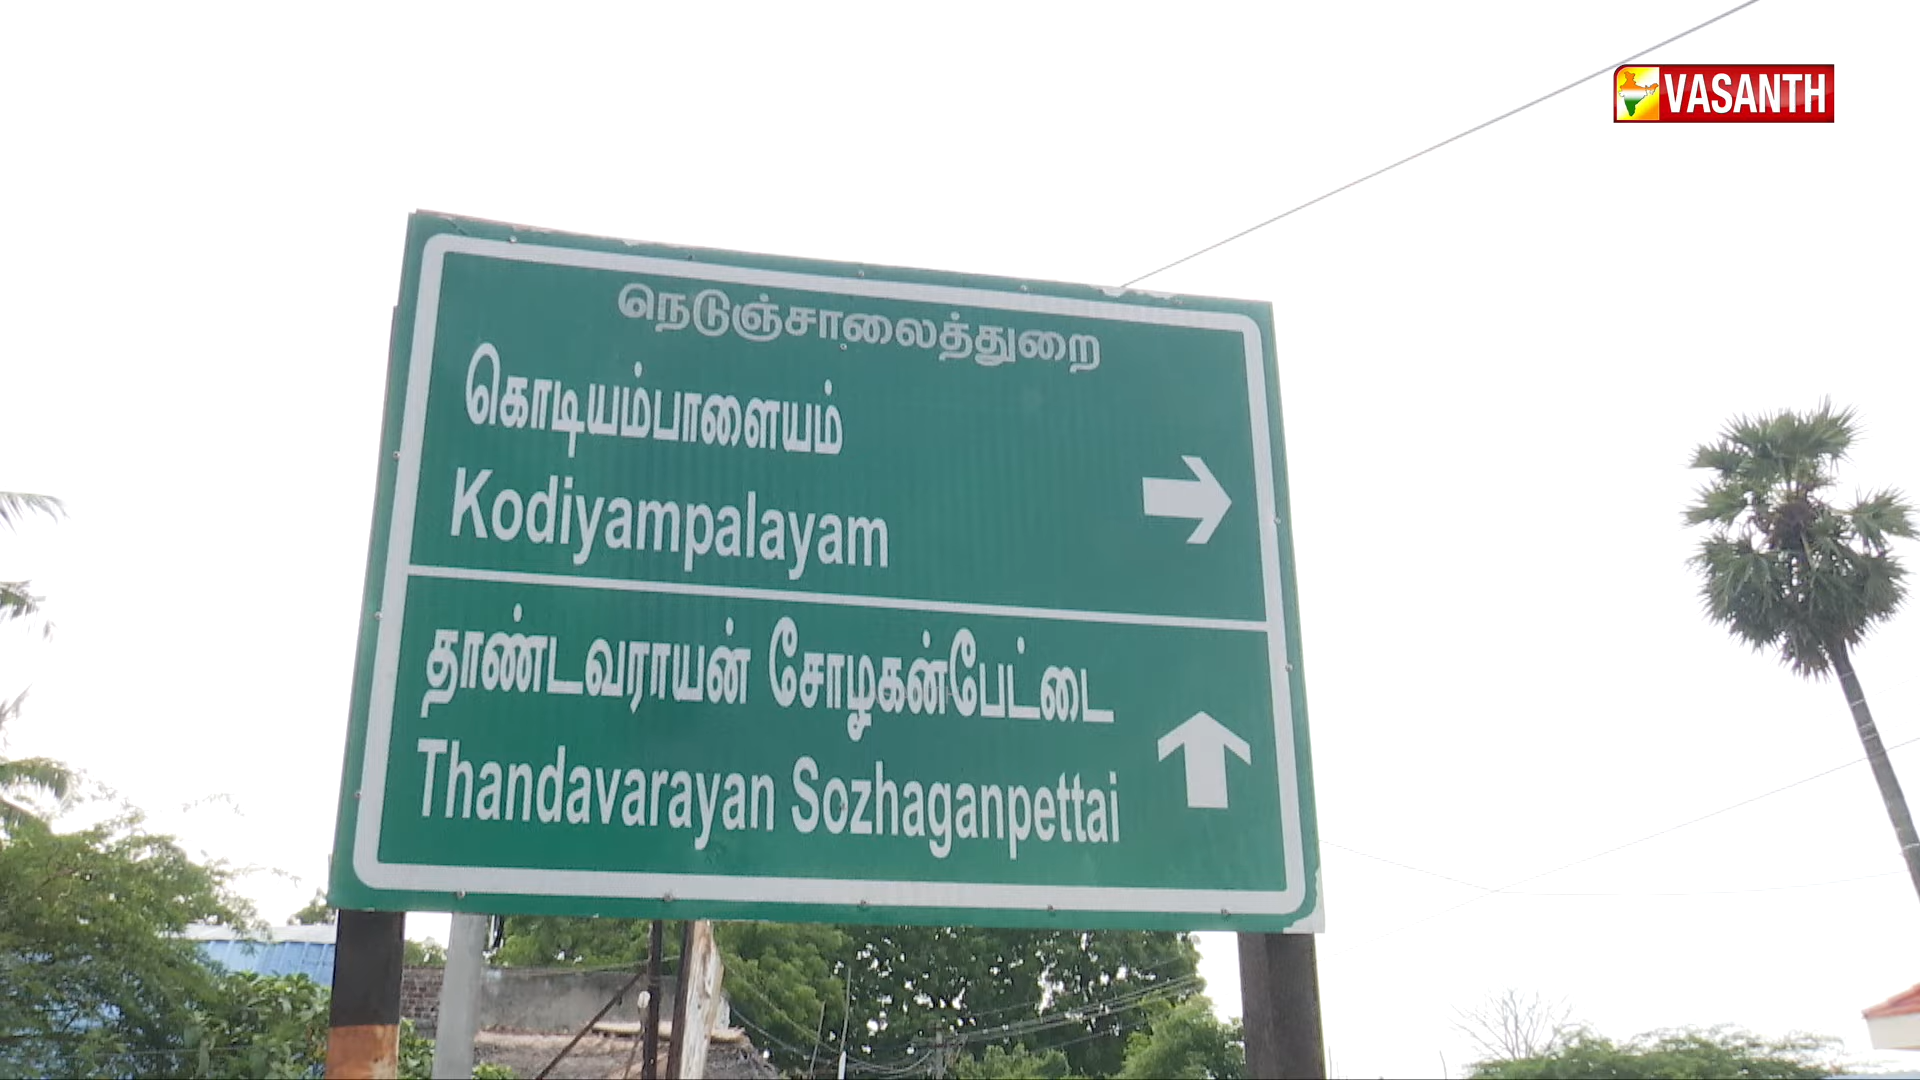 VASANTH
நெடுஞ்சாலைத்துறை
கொடியம்பாளையம்
Kodiyampalayam
தாண்டவராயன் சோழகன்பேட்டை
Thandavarayan Sozhaganpettai